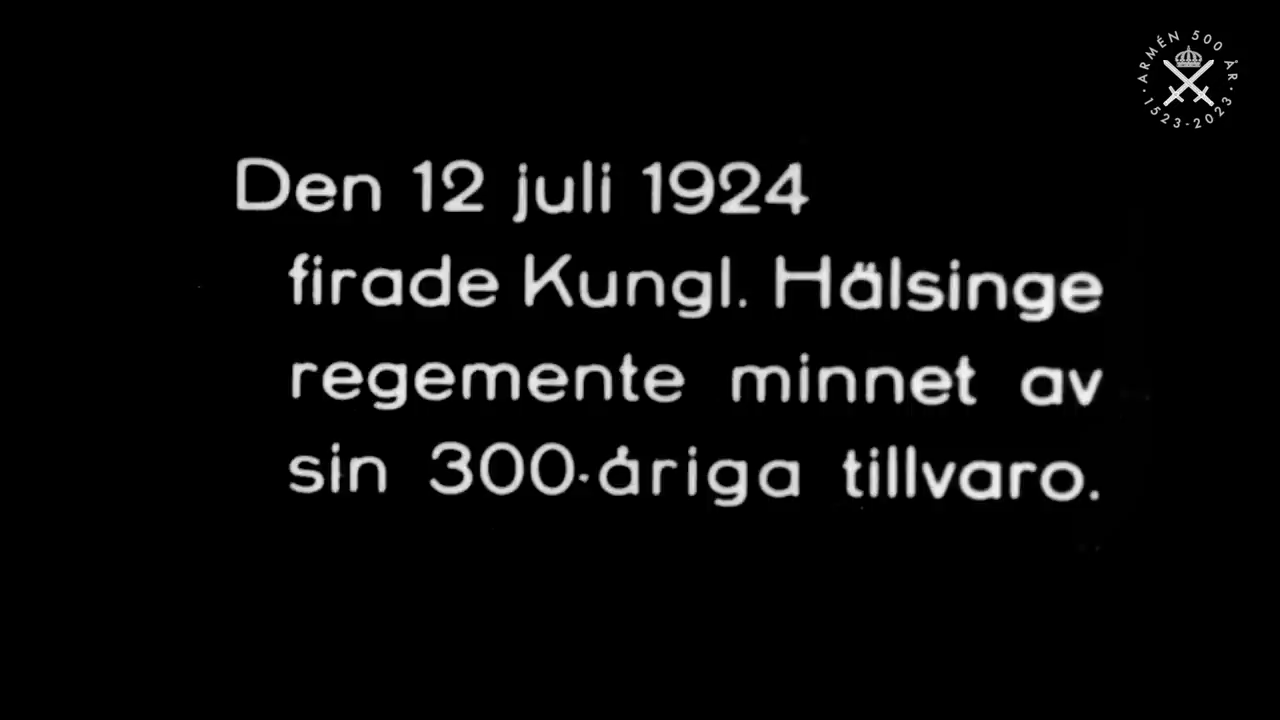 Den 12 juli 1924
firade Kungl. Hälsinge
regemente minnet av
sin 300-åriga tillvaro.
ARMÉN 500 ÅR
1523-2023